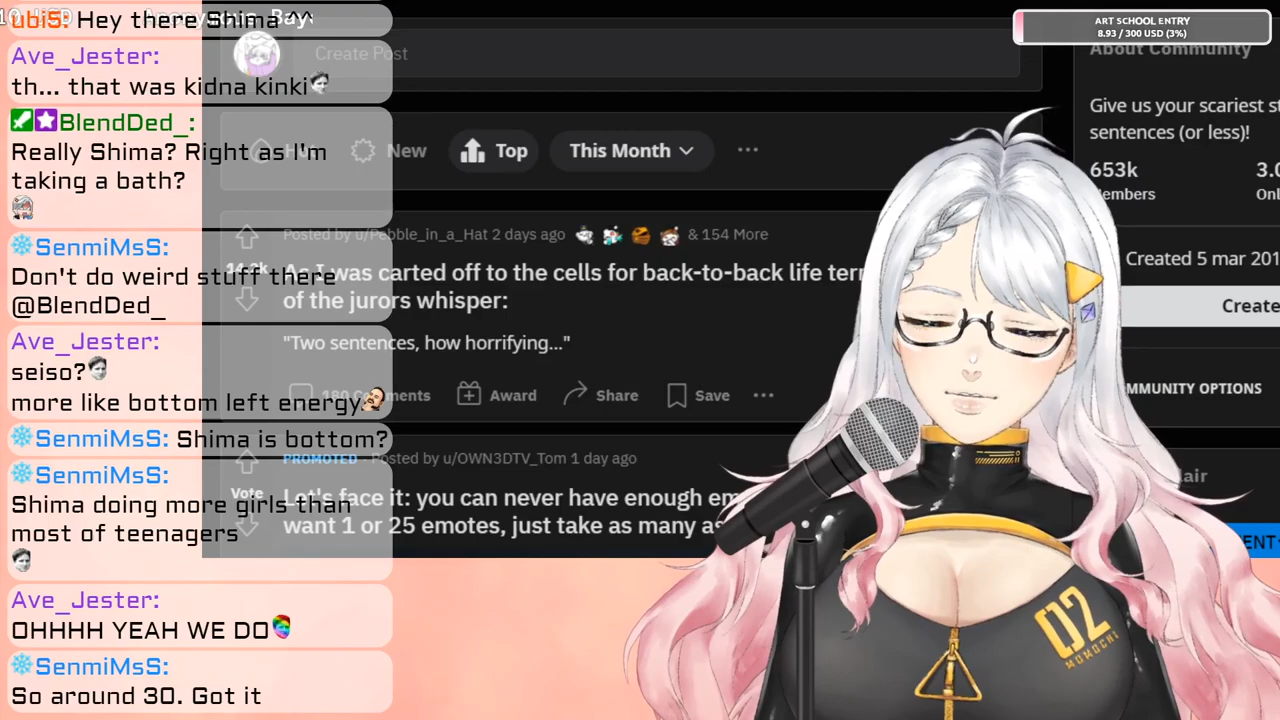 ubiS: Hey there Shima ^^
Ave_Jester:
th... that was kidna kinki
BlendDed_:
Really Shima? Right as I'm
taking a bath?
SenmiMsS:
Don't do weird stuff there
@BlendDed_
Ave_Jester:
seiso?
more like bottom left energy
SenmiMsS: Shima is bottom?
SenmiMsS:
Shima doing more girls than
most of teenagers
Ave_Jester:
OHHHH YEAH WE DO
SenmiMsS:
So around 30. Got it
Create Post
New
Top
This Month
Posted by u/Pebble_in_a_Hat 2 days ago
& 154 More
As I was carted off to the cells for back-to-back life
of the jurors whisper:
"Two sentences, how horrifying..."
180 Comments
Award
Share
Save
PROMOTED
Posted by u/OWN3DTV_Tom 1 day ago
Vote
Let's face it: you can never have enough
want 1 or 25 emotes, just take as many as
ART SCHOOL ENTRY
8.93 / 300 USD (3%)
About Community
Give us your scariest
sentences (or less)!
653k
Members
Created 5 mar
Create
COMMUNITY OPTIONS
02
MOMOCHI